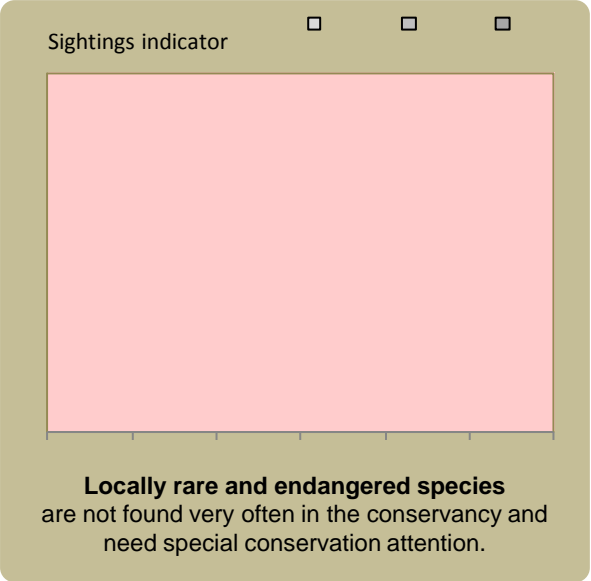 Sightings indicator
Locally rare and endangered species
are not found very often in the conservancy and
need special conservation attention.